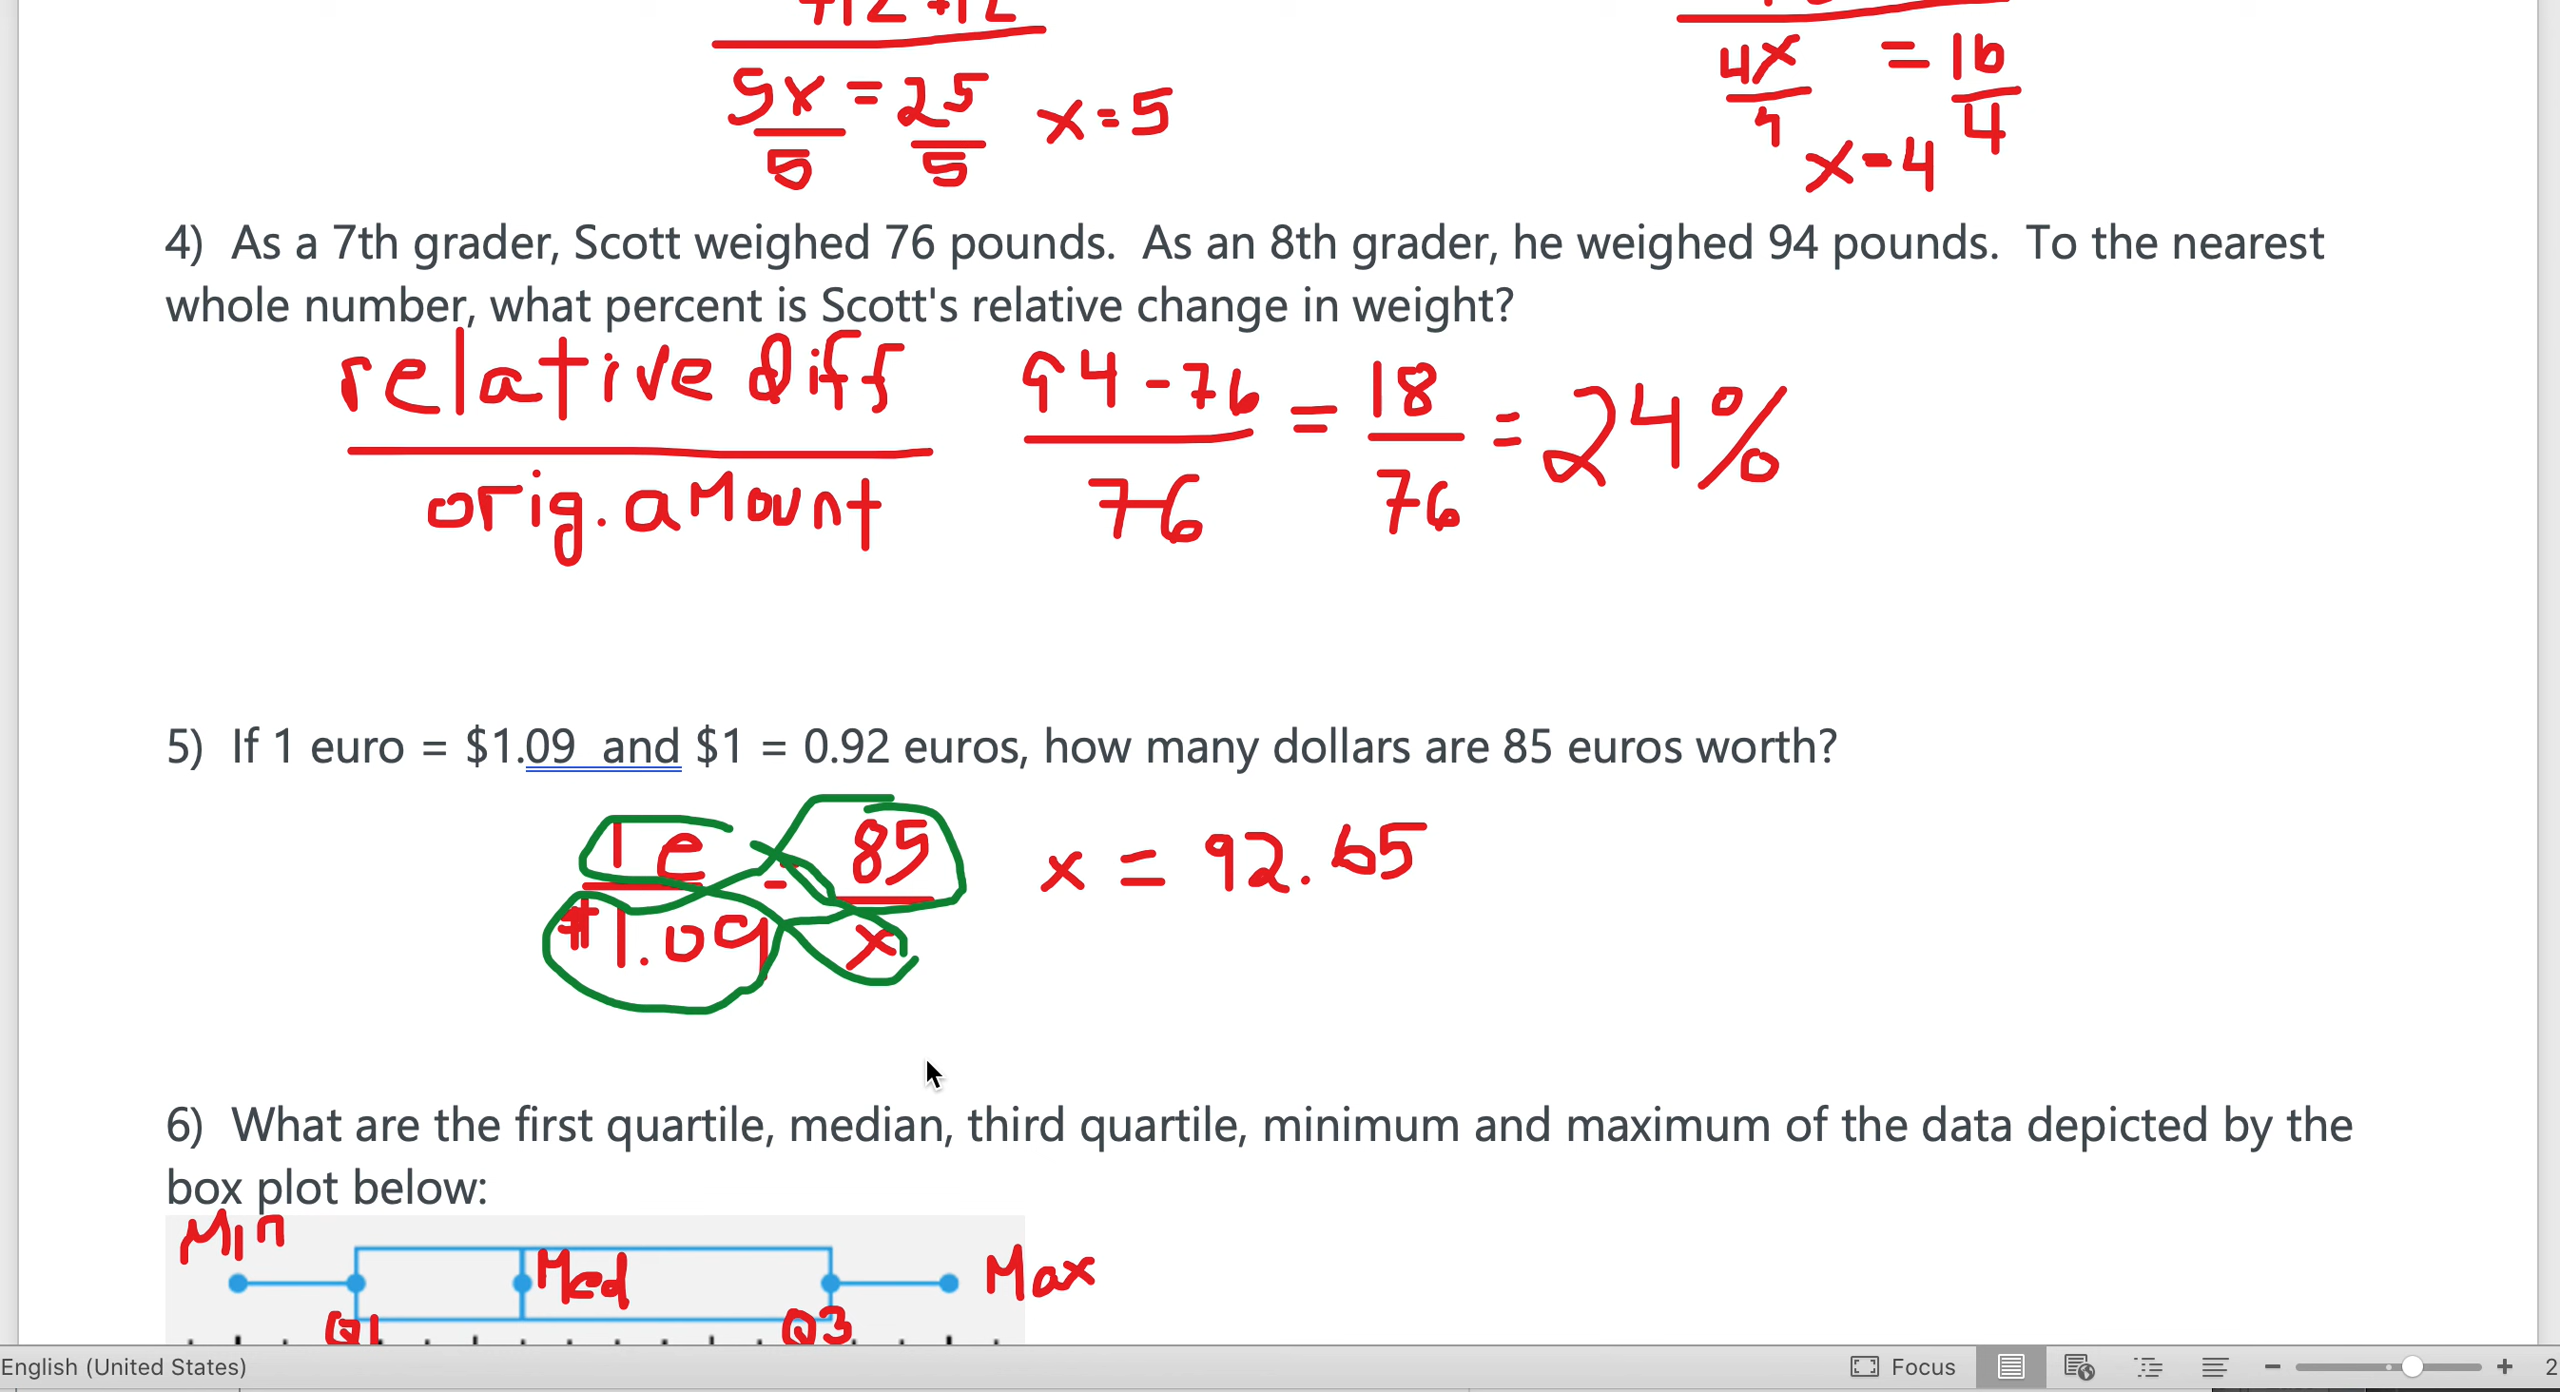 +12 +12
5x = 25
5 5
x = 5
4x = 16
4 4
x = 4
4) As a 7th grader, Scott weighed 76 pounds. As an 8th grader, he weighed 94 pounds. To the nearest
whole number, what percent is Scott's relative change in weight?
relative diff
orig. amount
94 - 76 = 18 = 24%
76 76
5) If 1 euro = $1.09 and $1 = 0.92 euros, how many dollars are 85 euros worth?
1 e = 85
$1.09 x
x = 92.65
6) What are the first quartile, median, third quartile, minimum and maximum of the data depicted by the
box plot below:
Min
Med
Max
Q1
Q3
English (United States)
Focus
2